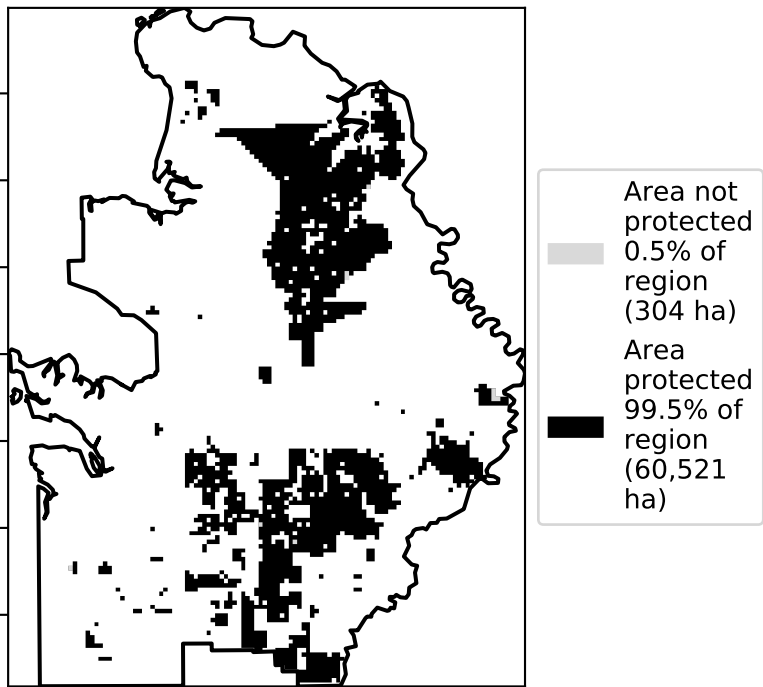 Area not
protected
0.5% of
region
(304 ha)
Area
protected
99.5% of
region
(60,521
ha)